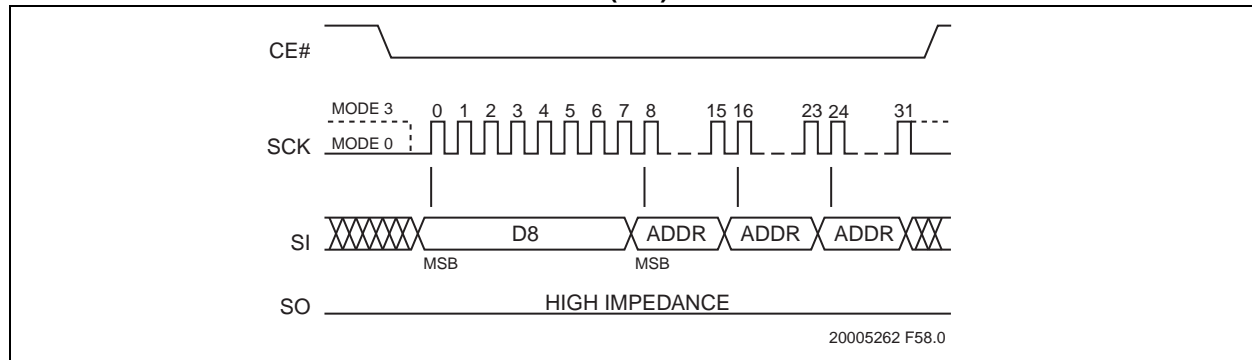 CE#
MODE 3
0 1 2 3 4 5 6 7 8 15 16 23 24 31
SCK MODE 0
SI D8 ADDR ADDR ADDR
MSB MSB
SO HIGH IMPEDANCE
20005262 F58.0